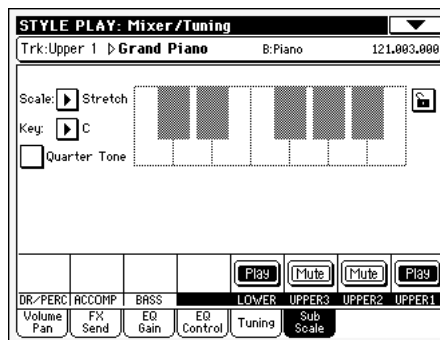 STYLE PLAY: Mixer/Tuning
Trk:Upper 1 Grand Piano B:Piano 121.003.000
Scale: Stretch
Key: C
Quarter Tone
Play Mute Mute Play
DR/PERC ACCOMP BASS LOWER UPPER3 UPPER2 UPPER1
Volume Pan FX Send EQ Gain EQ Control Tuning Sub Scale